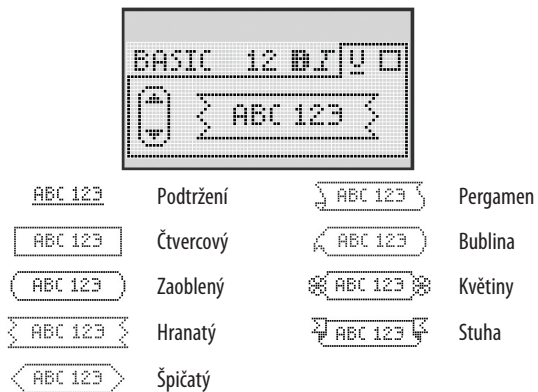 BASIC 12 B I U
ABC 123
ABC 123 Podtržení
ABC 123 Čtvercový
ABC 123 Zaoblený
ABC 123 Hranatý
ABC 123 Špičatý
ABC 123 Pergamen
ABC 123 Bublina
ABC 123 Květiny
ABC 123 Stuha